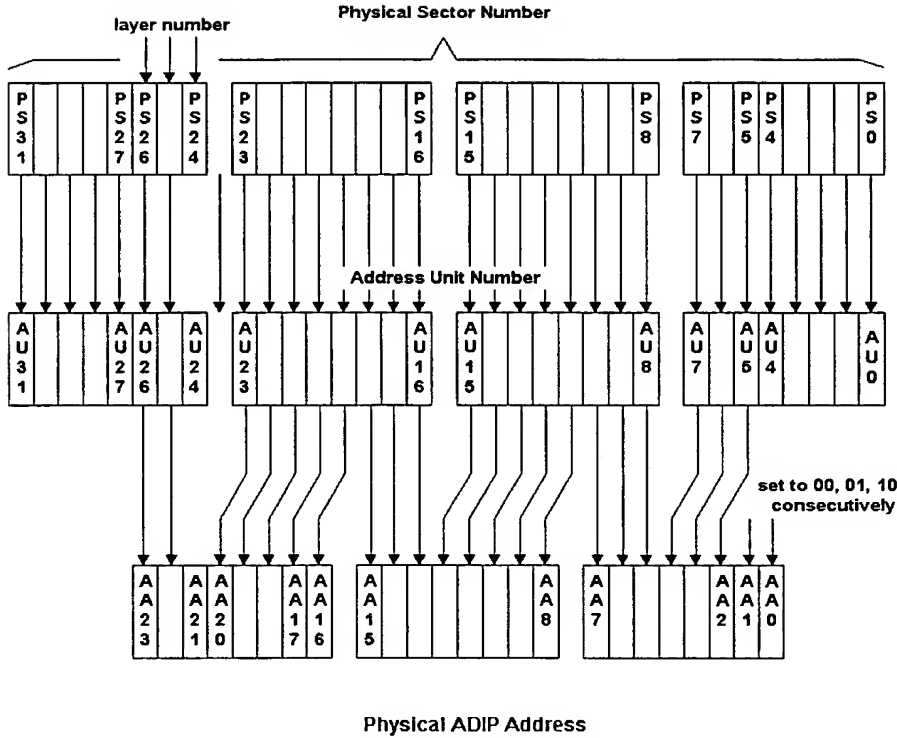 Physical Sector Number
layer number
PS31 PS27 PS26 PS24 PS23 PS16 PS15 PS8 PS7 PS5 PS4 PS0
Address Unit Number
AU31 AU27 AU26 AU24 AU23 AU16 AU15 AU8 AU7 AU5 AU4 AU0
set to 00, 01, 10
consecutively
AA23 AA21 AA20 AA17 AA16 AA15 AA8 AA7 AA2 AA1 AA0
Physical ADIP Address